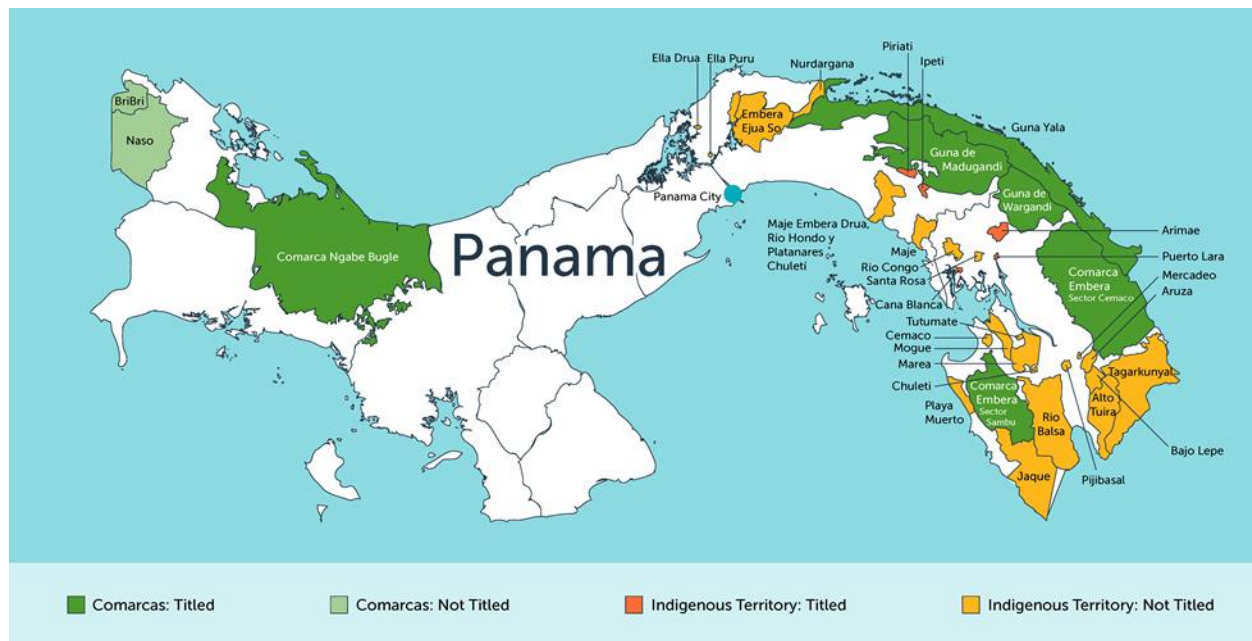 BriBri
Naso
Comarca Ngabe Bugle
Panama
Panama City
Ella Drua
Ella Puru
Embera
Ejua So
Nurdargana
Piriati
Ipeti
Guna Yala
Guna de
Madugandi
Guna de
Wargandi
Maje Embera Drua,
Rio Hondo y
Platanares
Chuletí
Maje
Rio Congo
Santa Rosa
Cana Blanca
Arimae
Puerto Lara
Mercadeo
Aruza
Comarca
Embera
Sector Cemaco
Tutumate
Cemaco
Mogue
Marea
Chuleti
Playa
Muerto
Comarca
Embera
Sector
Sambu
Rio
Balsa
Jaque
Alto
Tuira
Tagarkunyal
Bajo Lepe
Pijibasal
Comarcas: Titled
Comarcas: Not Titled
Indigenous Territory: Titled
Indigenous Territory: Not Titled